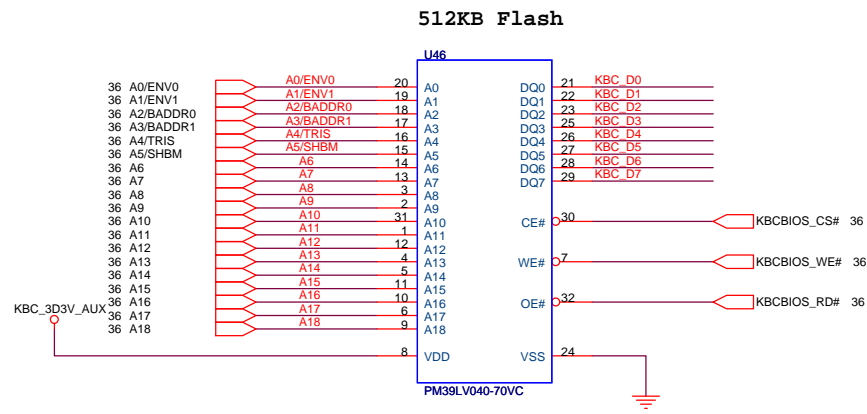 512KB Flash
U46
36 A0/ENV0 A0/ENV0 20 A0 DQ0 21 KBC_D0
36 A1/ENV1 A1/ENV1 19 A1 DQ1 22 KBC_D1
36 A2/BADDR0 A2/BADDR0 18 A2 DQ2 23 KBC_D2
36 A3/BADDR1 A3/BADDR1 17 A3 DQ3 25 KBC_D3
36 A4/TRIS A4/TRIS 16 A4 DQ4 26 KBC_D4
36 A5/SHBM A5/SHBM 15 A5 DQ5 27 KBC_D5
36 A6 A6 14 A6 DQ6 28 KBC_D6
36 A7 A7 13 A7 DQ7 29 KBC_D7
36 A8 A8 3 A8
36 A9 A9 2 A9
36 A10 A10 31 A10 CE# 30 KBCBIOS_CS# 36
36 A11 A11 1 A11
36 A12 A12 12 A12
36 A13 A13 4 A13 WE# 7 KBCBIOS_WE# 36
36 A14 A14 5 A14
36 A15 A15 11 A15
36 A16 A16 10 A16 OE# 32 KBCBIOS_RD# 36
KBC_3D3V_AUX
36 A17 A17 6 A17
36 A18 A18 9 A18
8 VDD VSS 24
PM39LV040-70VC